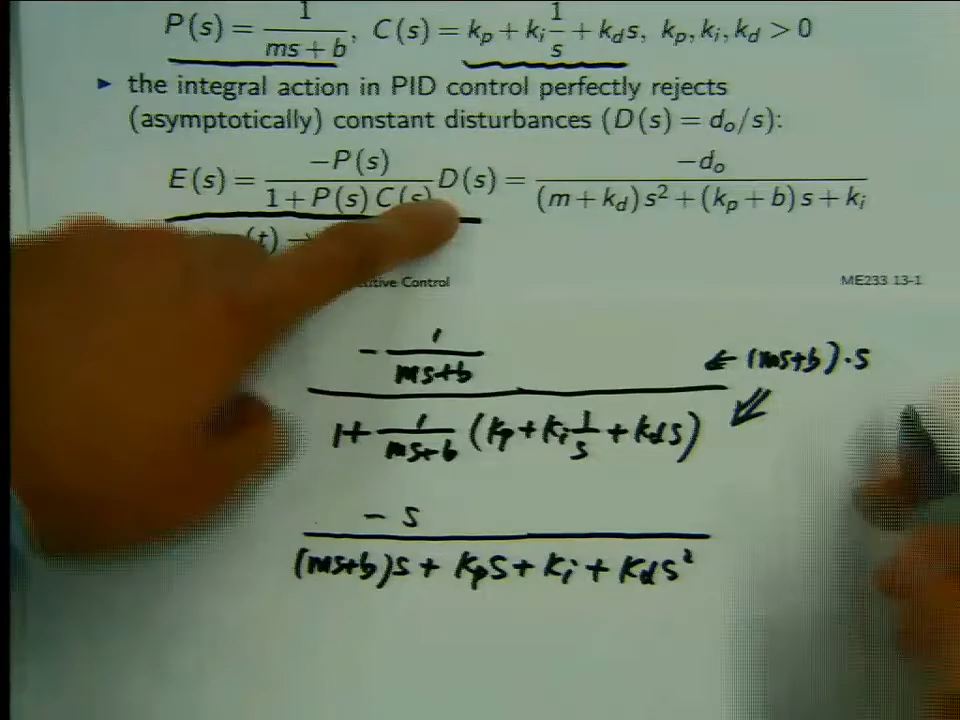 P(s) = 1/(ms + b), C(s) = k_p + k_i 1/s + k_d s, k_p, k_i, k_d > 0
▶ the integral action in PID control perfectly rejects
(asymptotically) constant disturbances (D(s) = d_o/s):
E(s) = -P(s)/(1 + P(s)C(s)) D(s) = -d_o/((m + k_d)s² + (k_p + b)s + k_i)
(t) →
Control ME233 13-1
- 1/(ms+b) ← (ms+b)·s
1+ 1/(ms+b) (k_p + k_i 1/s + k_d s)
- s
(ms+b)s + k_p s + k_i + k_d s²